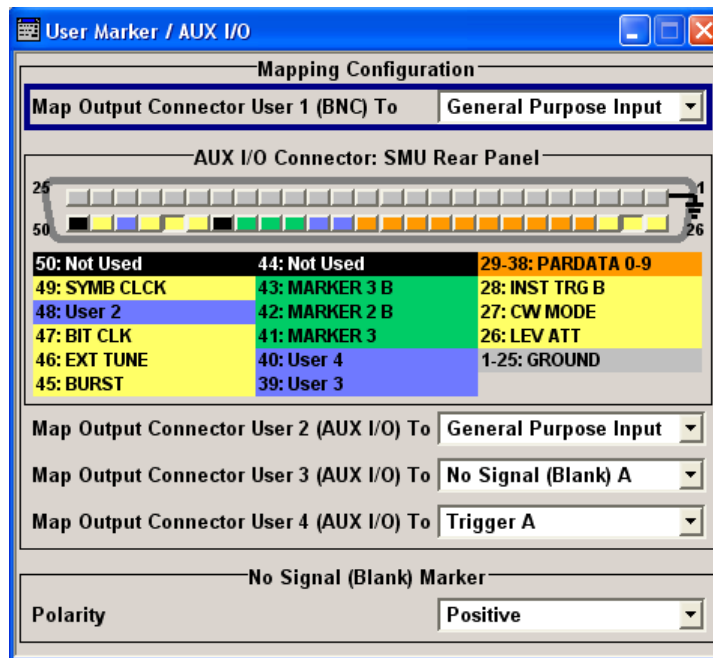 User Marker / AUX I/O
Mapping Configuration
Map Output Connector User 1 (BNC) To General Purpose Input
AUX I/O Connector: SMU Rear Panel
25 1
50 26
50: Not Used 44: Not Used 29-38: PARDATA 0-9
49: SYMB CLCK 43: MARKER 3 B 28: INST TRG B
48: User 2 42: MARKER 2 B 27: CW MODE
47: BIT CLK 41: MARKER 3 26: LEV ATT
46: EXT TUNE 40: User 4 1-25: GROUND
45: BURST 39: User 3
Map Output Connector User 2 (AUX I/O) To General Purpose Input
Map Output Connector User 3 (AUX I/O) To No Signal (Blank) A
Map Output Connector User 4 (AUX I/O) To Trigger A
No Signal (Blank) Marker
Polarity Positive